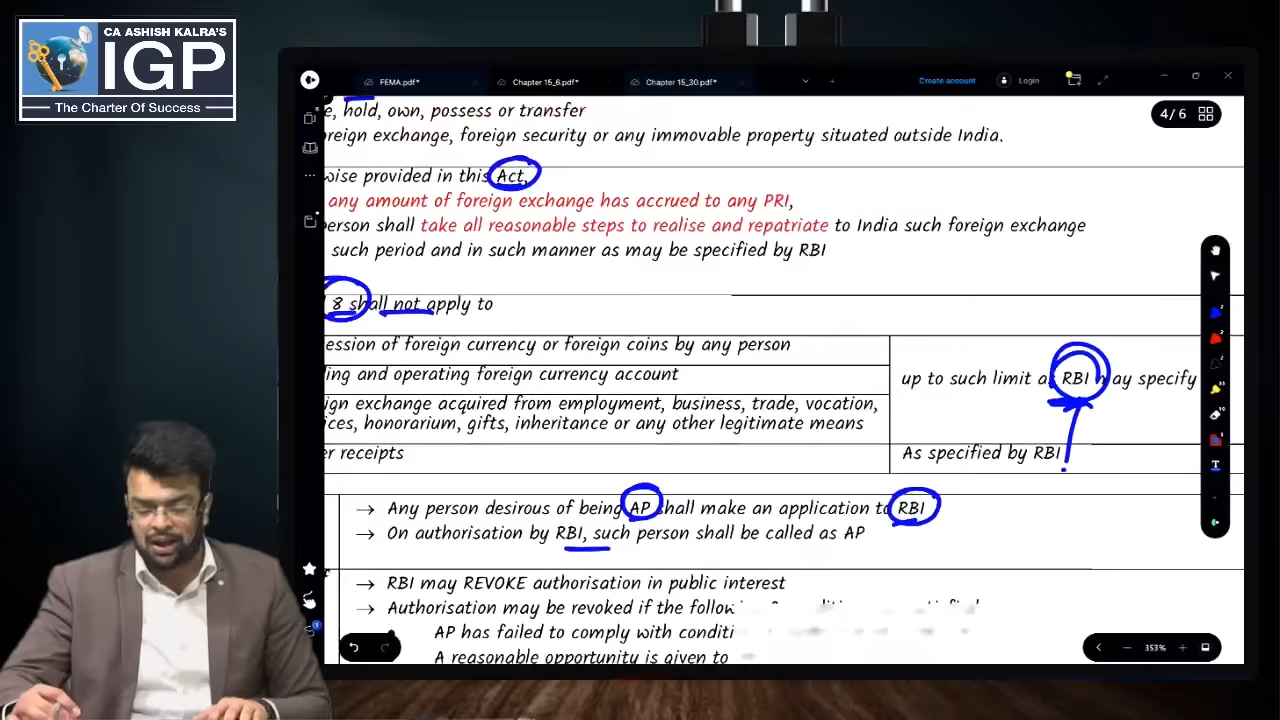 CA ASHISH KALRA'S
IGP
The Charter Of Success
FEMA.pdf*
Chapter 15_6.pdf*
Chapter 15_30.pdf*
Create account
Login
4/6
hold, own, possess or transfer
foreign exchange, foreign security or any immovable property situated outside India.
provided in this Act,
any amount of foreign exchange has accrued to any PRI,
person shall take all reasonable steps to realise and repatriate to India such foreign exchange
such period and in such manner as may be specified by RBI
8 shall not apply to
ession of foreign currency or foreign coins by any person
ing and operating foreign currency account
up to such limit as RBI may specify
ign exchange acquired from employment, business, trade, vocation,
ices, honorarium, gifts, inheritance or any other legitimate means
er receipts
As specified by RBI
→ Any person desirous of being AP shall make an application to RBI
→ On authorisation by RBI, such person shall be called as AP
→ RBI may REVOKE authorisation in public interest
→ Authorisation may be revoked if the
AP has failed to comply with
A reasonable opportunity is given to
353%